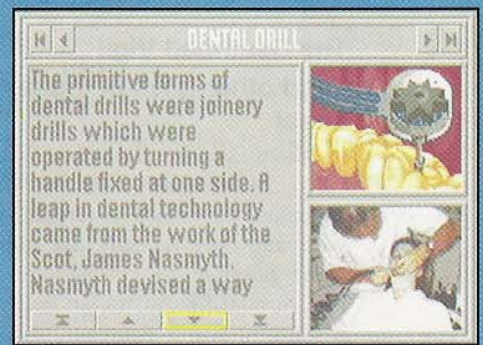 DENTAL DRILL
The primitive forms of
dental drills were joinery
drills which were
operated by turning a
handle fixed at one side. A
leap in dental technology
came from the work of the
Scot, James Nasmyth.
Nasmyth devised a way